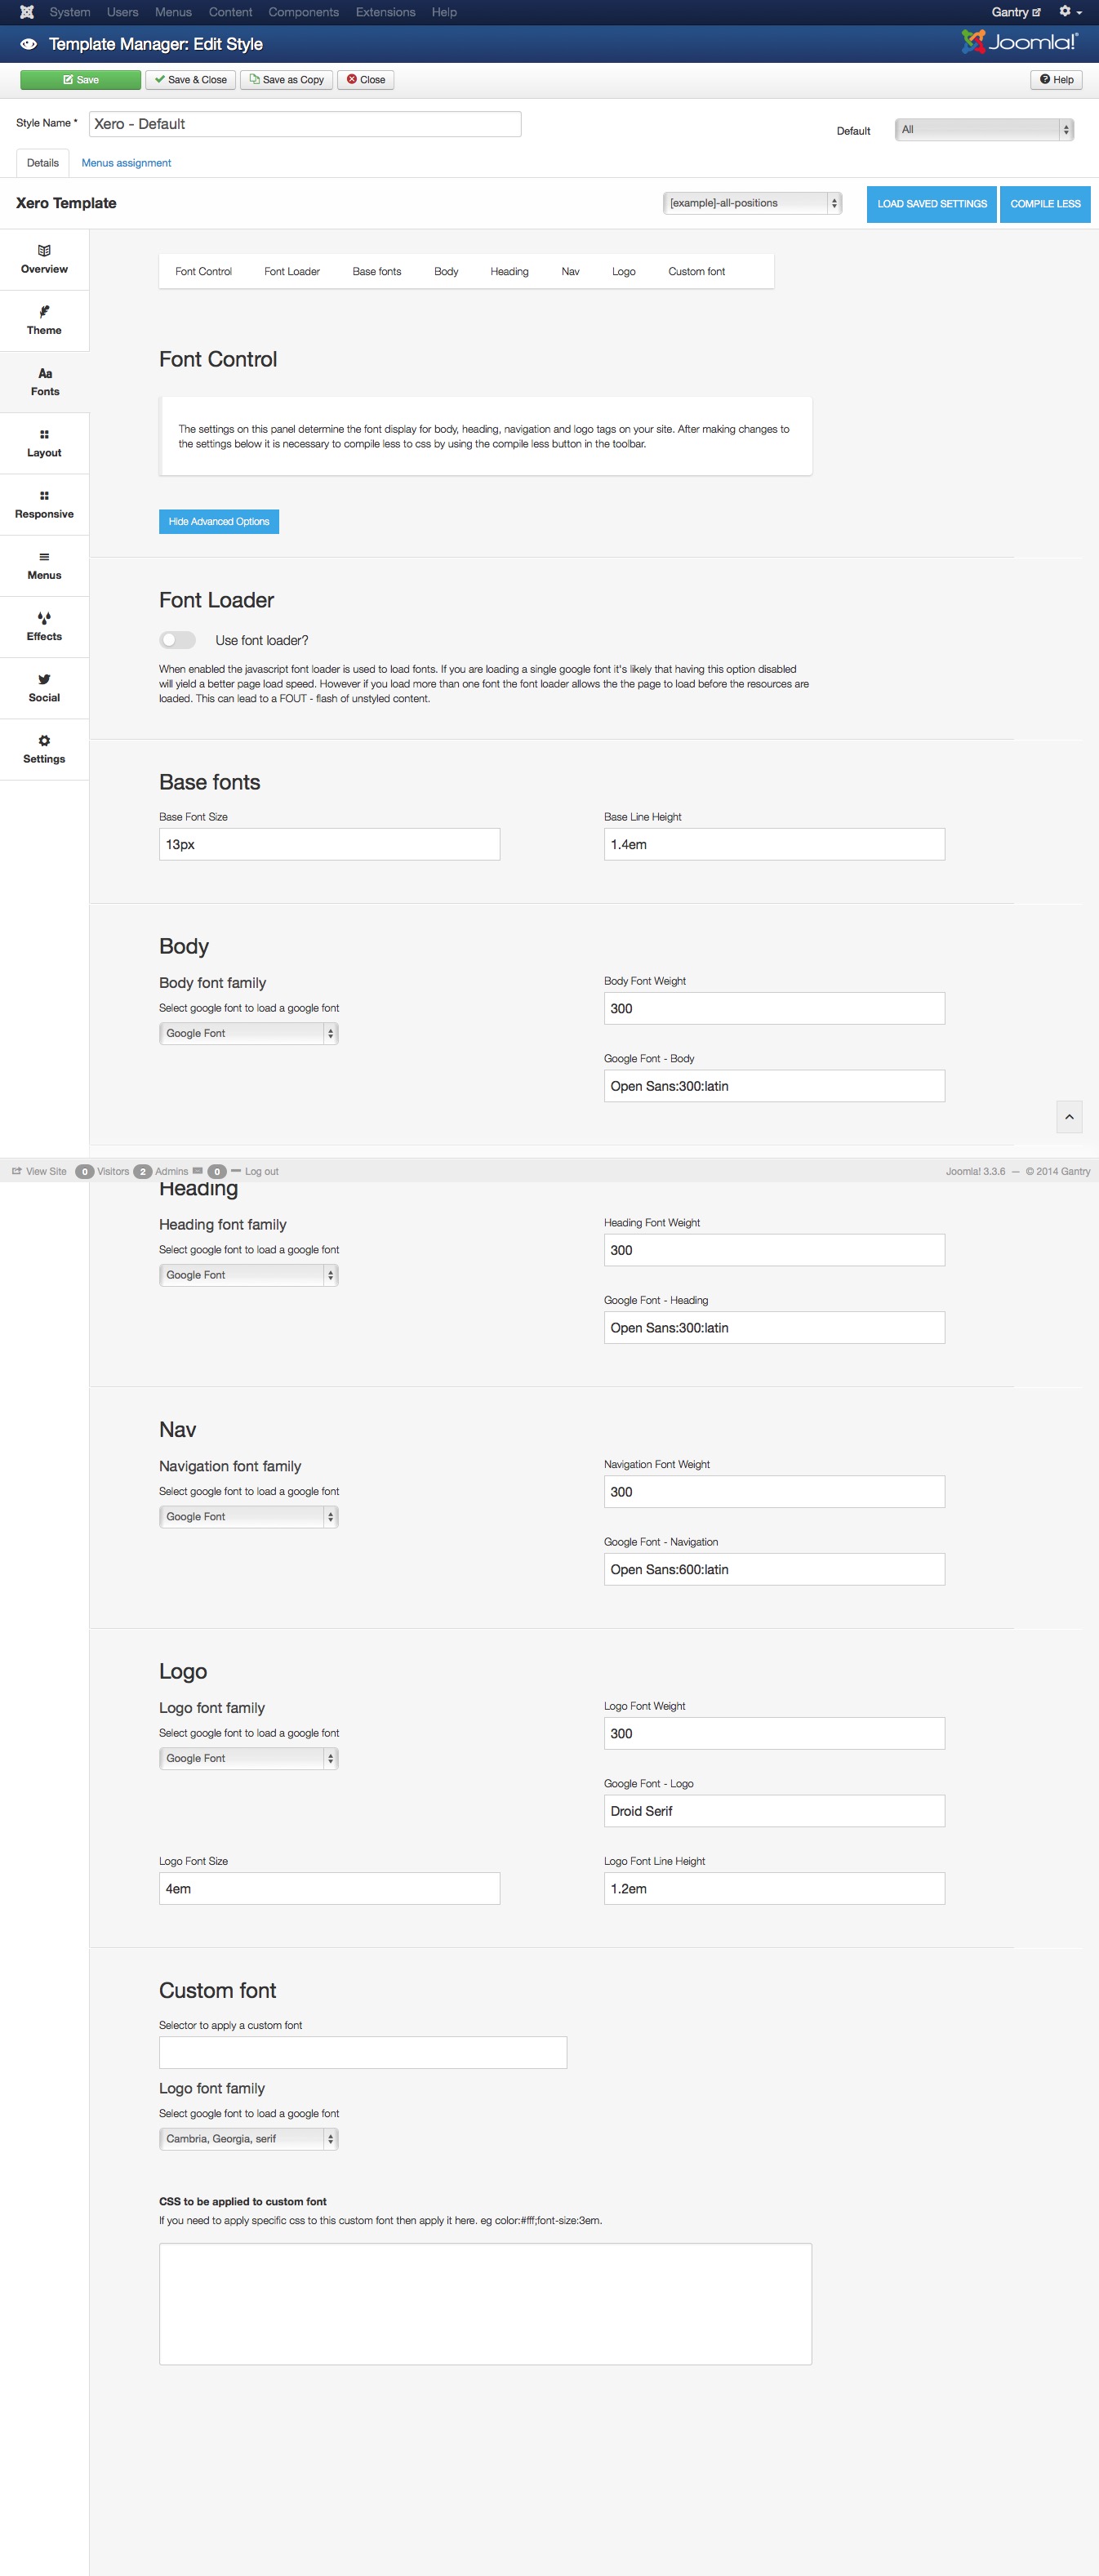 System Users Menus Content Components Extensions Help Gantry
Template Manager: Edit Style Joomla!®
Save Save & Close Save as Copy Close Help
Style Name * Xero - Default Default All
Details Menus assignment
Xero Template [example]-all-positions LOAD SAVED SETTINGS COMPILE LESS
Overview
Theme
Aa
Fonts
Layout
Responsive
Menus
Effects
Social
Settings
Font Control Font Loader Base fonts Body Heading Nav Logo Custom font
Font Control
The settings on this panel determine the font display for body, heading, navigation and logo tags on your site. After making changes to
the settings below it is necessary to compile less to css by using the compile less button in the toolbar.
Hide Advanced Options
Font Loader
Use font loader?
When enabled the javascript font loader is used to load fonts. If you are loading a single google font it's likely that having this option disabled
will yield a better page load speed. However if you load more than one font the font loader allows the the page to load before the resources are
loaded. This can lead to a FOUT - flash of unstyled content.
Base fonts
Base Font Size Base Line Height
13px 1.4em
Body
Body font family Body Font Weight
Select google font to load a google font 300
Google Font
Google Font - Body
Open Sans:300:latin
View Site 0 Visitors 2 Admins 0 Log out Joomla! 3.3.6 — © 2014 Gantry
Heading
Heading font family Heading Font Weight
Select google font to load a google font 300
Google Font
Google Font - Heading
Open Sans:300:latin
Nav
Navigation font family Navigation Font Weight
Select google font to load a google font 300
Google Font
Google Font - Navigation
Open Sans:600:latin
Logo
Logo font family Logo Font Weight
Select google font to load a google font 300
Google Font
Google Font - Logo
Droid Serif
Logo Font Size Logo Font Line Height
4em 1.2em
Custom font
Selector to apply a custom font
Logo font family
Select google font to load a google font
Cambria, Georgia, serif
CSS to be applied to custom font
If you need to apply specific css to this custom font then apply it here. eg color:#fff;font-size:3em.